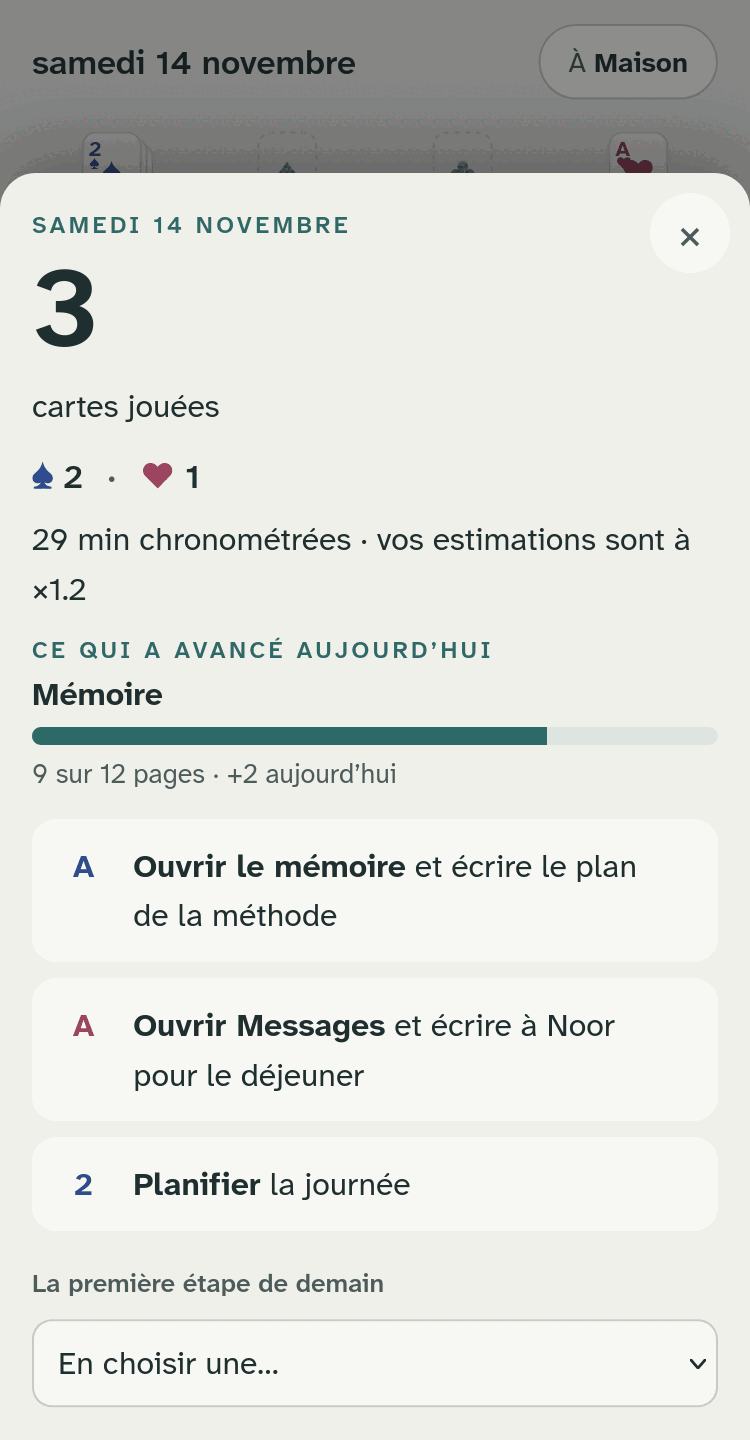 samedi 14 novembre
À Maison
2
A
SAMEDI 14 NOVEMBRE
×
3
cartes jouées
♠ 2 · ♥ 1
29 min chronométrées · vos estimations sont à
×1.2
CE QUI A AVANCÉ AUJOURD’HUI
Mémoire
9 sur 12 pages · +2 aujourd’hui
A Ouvrir le mémoire et écrire le plan
de la méthode
A Ouvrir Messages et écrire à Noor
pour le déjeuner
2 Planifier la journée
La première étape de demain
En choisir une…